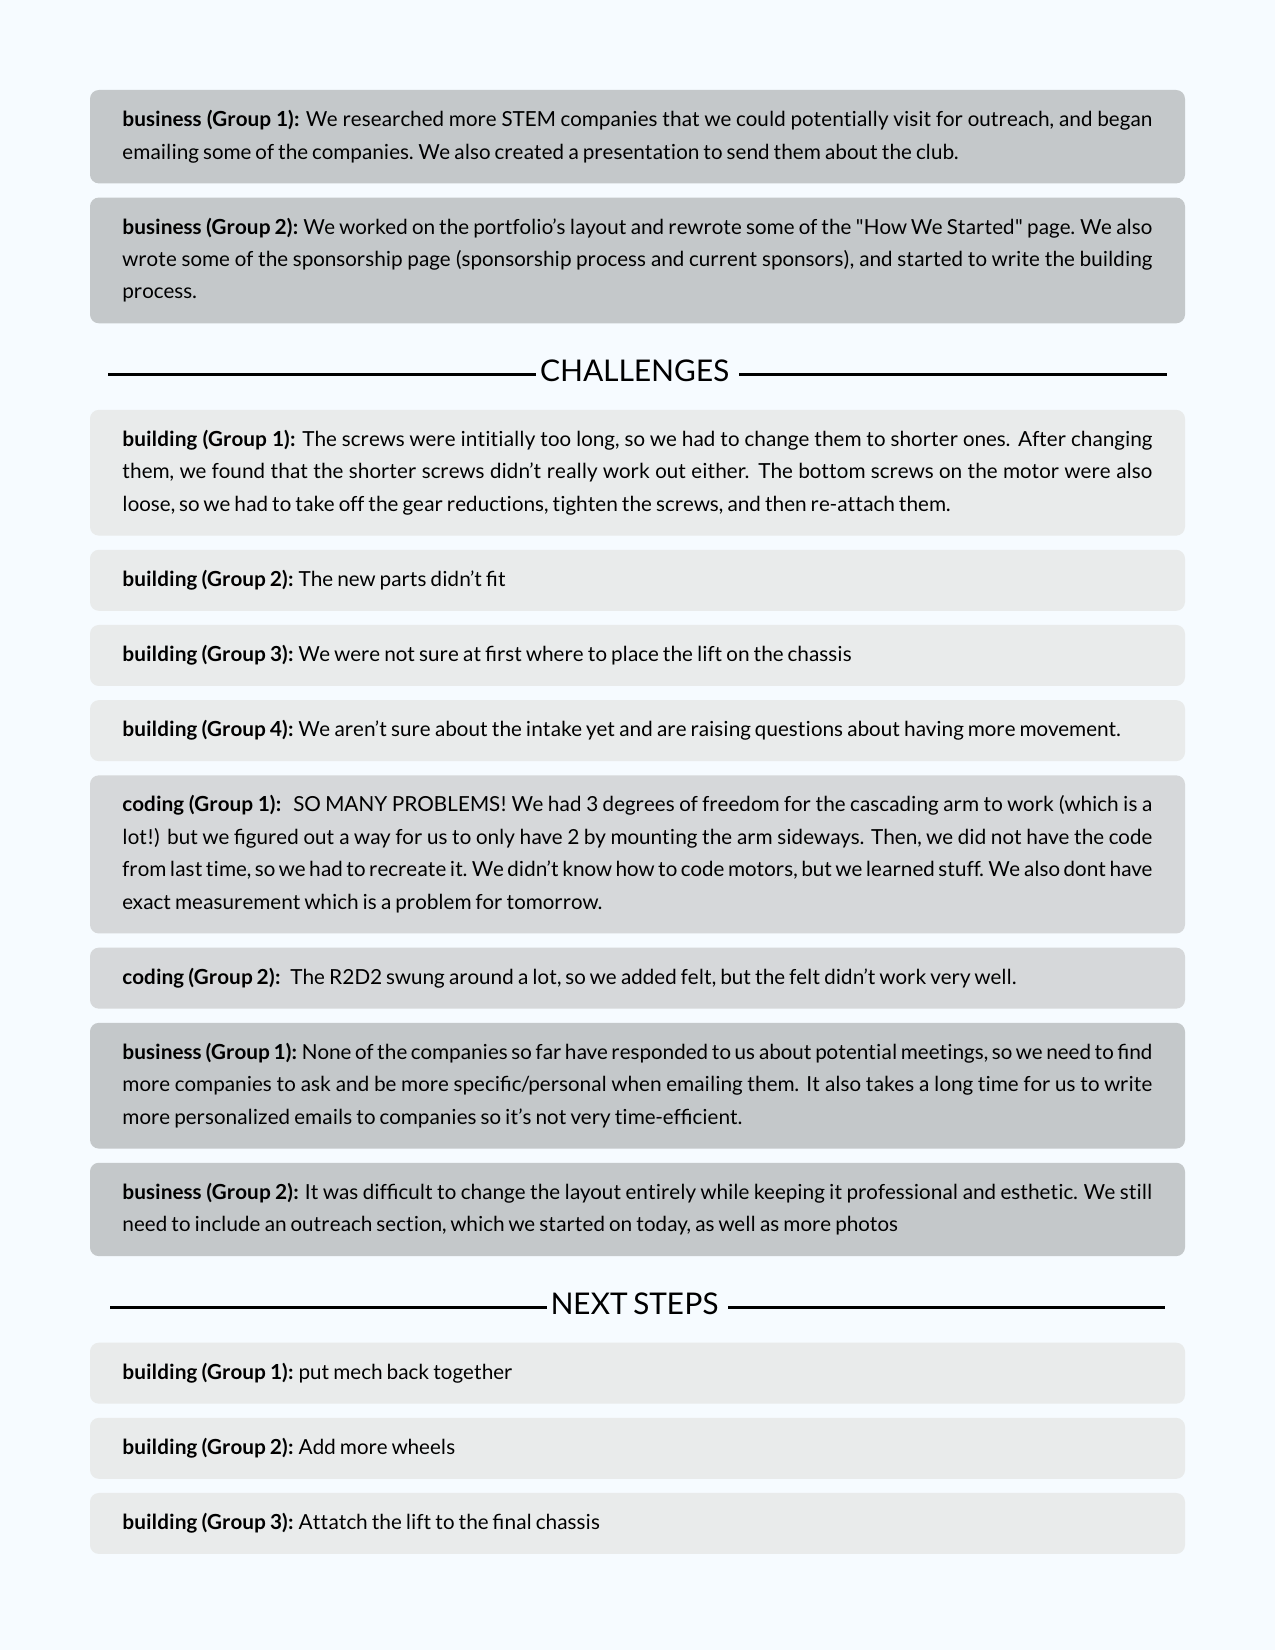 business (Group 1): We researched more STEM companies that we could potentially visit for outreach, and began
emailing some of the companies. We also created a presentation to send them about the club.
business (Group 2): We worked on the portfolio’s layout and rewrote some of the "How We Started" page. We also
wrote some of the sponsorship page (sponsorship process and current sponsors), and started to write the building
process.
CHALLENGES
building (Group 1): The screws were intitially too long, so we had to change them to shorter ones. After changing
them, we found that the shorter screws didn’t really work out either. The bottom screws on the motor were also
loose, so we had to take off the gear reductions, tighten the screws, and then re-attach them.
building (Group 2): The new parts didn’t fit
building (Group 3): We were not sure at first where to place the lift on the chassis
building (Group 4): We aren’t sure about the intake yet and are raising questions about having more movement.
coding (Group 1): SO MANY PROBLEMS! We had 3 degrees of freedom for the cascading arm to work (which is a
lot!) but we figured out a way for us to only have 2 by mounting the arm sideways. Then, we did not have the code
from last time, so we had to recreate it. We didn’t know how to code motors, but we learned stuff. We also dont have
exact measurement which is a problem for tomorrow.
coding (Group 2): The R2D2 swung around a lot, so we added felt, but the felt didn’t work very well.
business (Group 1): None of the companies so far have responded to us about potential meetings, so we need to find
more companies to ask and be more specific/personal when emailing them. It also takes a long time for us to write
more personalized emails to companies so it’s not very time-efficient.
business (Group 2): It was difficult to change the layout entirely while keeping it professional and esthetic. We still
need to include an outreach section, which we started on today, as well as more photos
NEXT STEPS
building (Group 1): put mech back together
building (Group 2): Add more wheels
building (Group 3): Attatch the lift to the final chassis